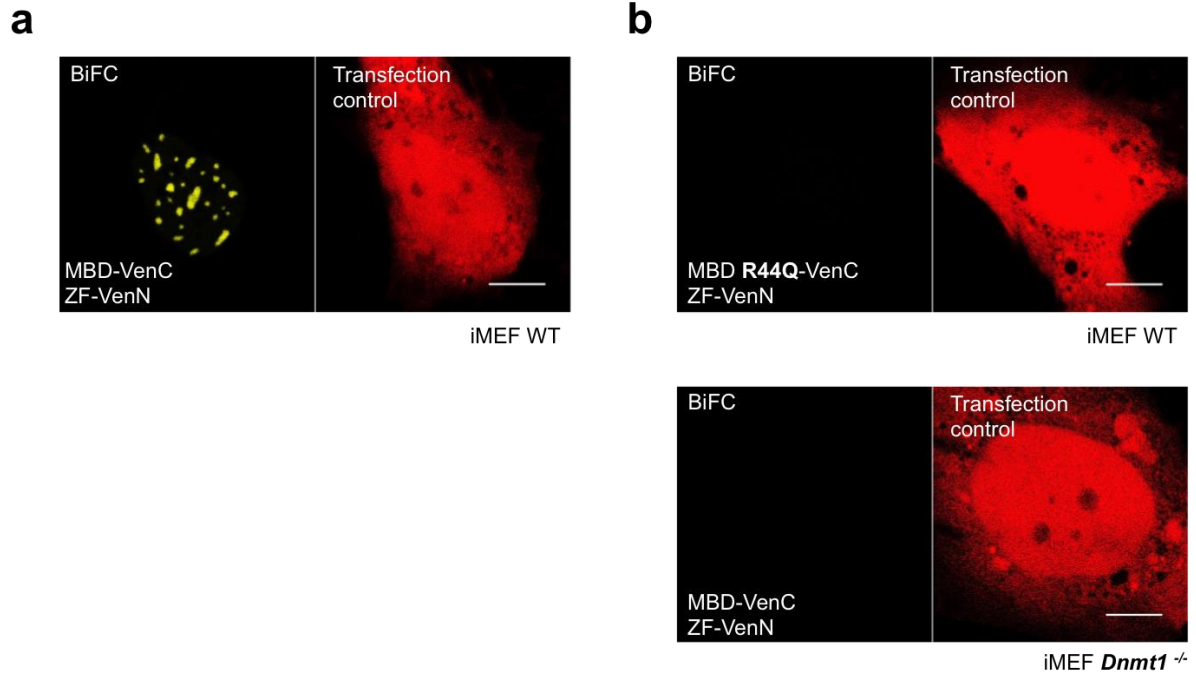 a
BiFC
Transfection
control
MBD-VenC
ZF-VenN
iMEF WT
b
BiFC
Transfection
control
MBD R44Q-VenC
ZF-VenN
iMEF WT
BiFC
Transfection
control
MBD-VenC
ZF-VenN
iMEF Dnmt1 -/-